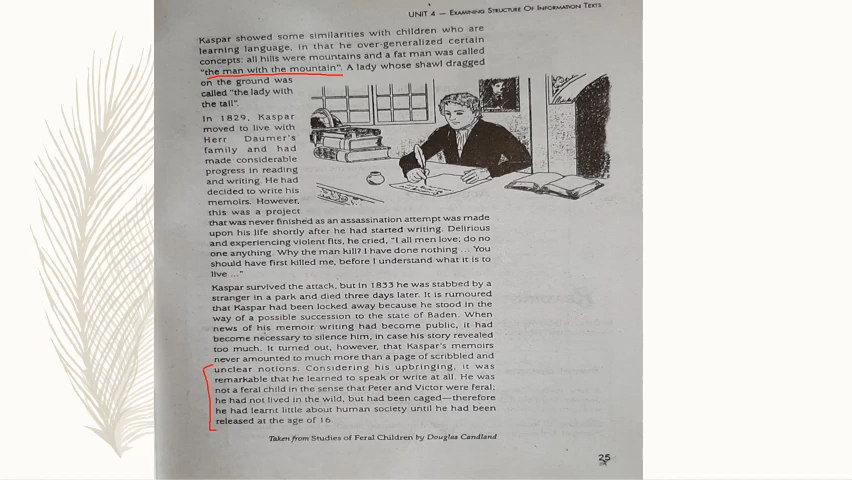 UNIT 4 — EXAMINING STRUCTURE OF INFORMATION TEXTS
Kaspar showed some similarities with children who are
learning language, in that he over-generalized certain
concepts: all hills were mountains and a fat man was called
"the man with the mountain". A lady whose shawl dragged
on the ground was
called "the lady with
the tail".
In 1829, Kaspar
moved to live with
Herr Daumer's
family and had
made considerable
progress in reading
and writing. He had
decided to write his
memoirs. However,
this was a project
that was never finished as an assassination attempt was made
upon his life shortly after he had started writing. Delirious
and experiencing violent fits, he cried, "I all men love; do no
one anything. Why the man kill? I have done nothing ... You
should have first killed me, before I understand what it is to
live ..."
Kaspar survived the attack, but in 1833 he was stabbed by a
stranger in a park and died three days later. It is rumoured
that Kaspar had been locked away because he stood in the
way of a possible succession to the state of Baden. When
news of his memoir writing had become public, it had
become necessary to silence him, in case his story revealed
too much. It turned out, however, that Kaspar's memoirs
never amounted to much more than a page of scribbled and
unclear notions. Considering his upbringing, it was
remarkable that he learned to speak or write at all. He was
not a feral child in the sense that Peter and Victor were feral;
he had not lived in the wild, but had been caged—therefore
he had learnt little about human society until he had been
released at the age of 16.
Taken from Studies of Feral Children by Douglas Candland
25